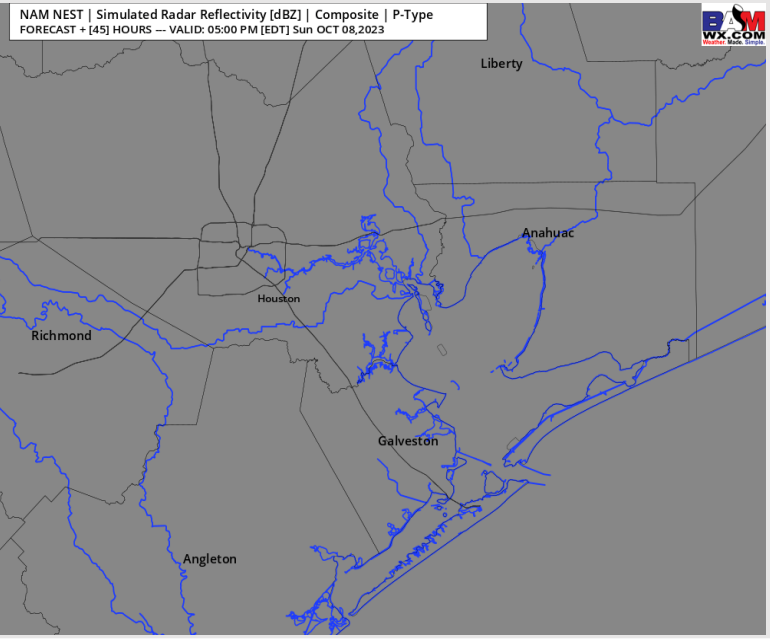 NAM NEST | Simulated Radar Reflectivity [dBZ] | Composite | P-Type
FORECAST + [45] HOURS --- VALID: 05:00 PM [EDT] Sun OCT 08,2023
BAM
WX.COM
Weather. Made. Simple.
Liberty
Anahuac
Houston
Richmond
Galveston
Angleton